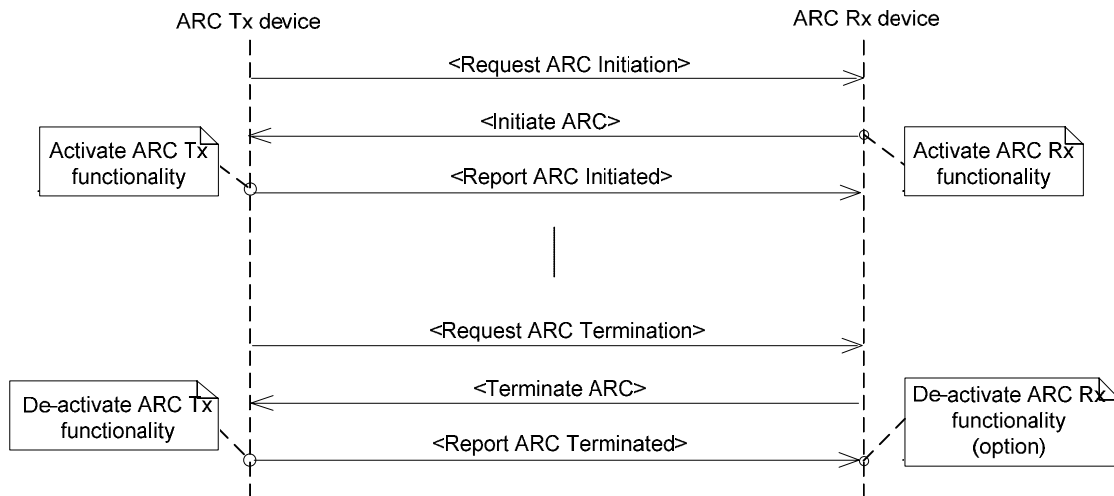 ARC Tx device
ARC Rx device
<Request ARC Initiation>
<Initiate ARC>
Activate ARC Tx
functionality
Activate ARC Rx
functionality
<Report ARC Initiated>
<Request ARC Termination>
<Terminate ARC>
De-activate ARC Tx
functionality
De-activate ARC Rx
functionality
(option)
<Report ARC Terminated>